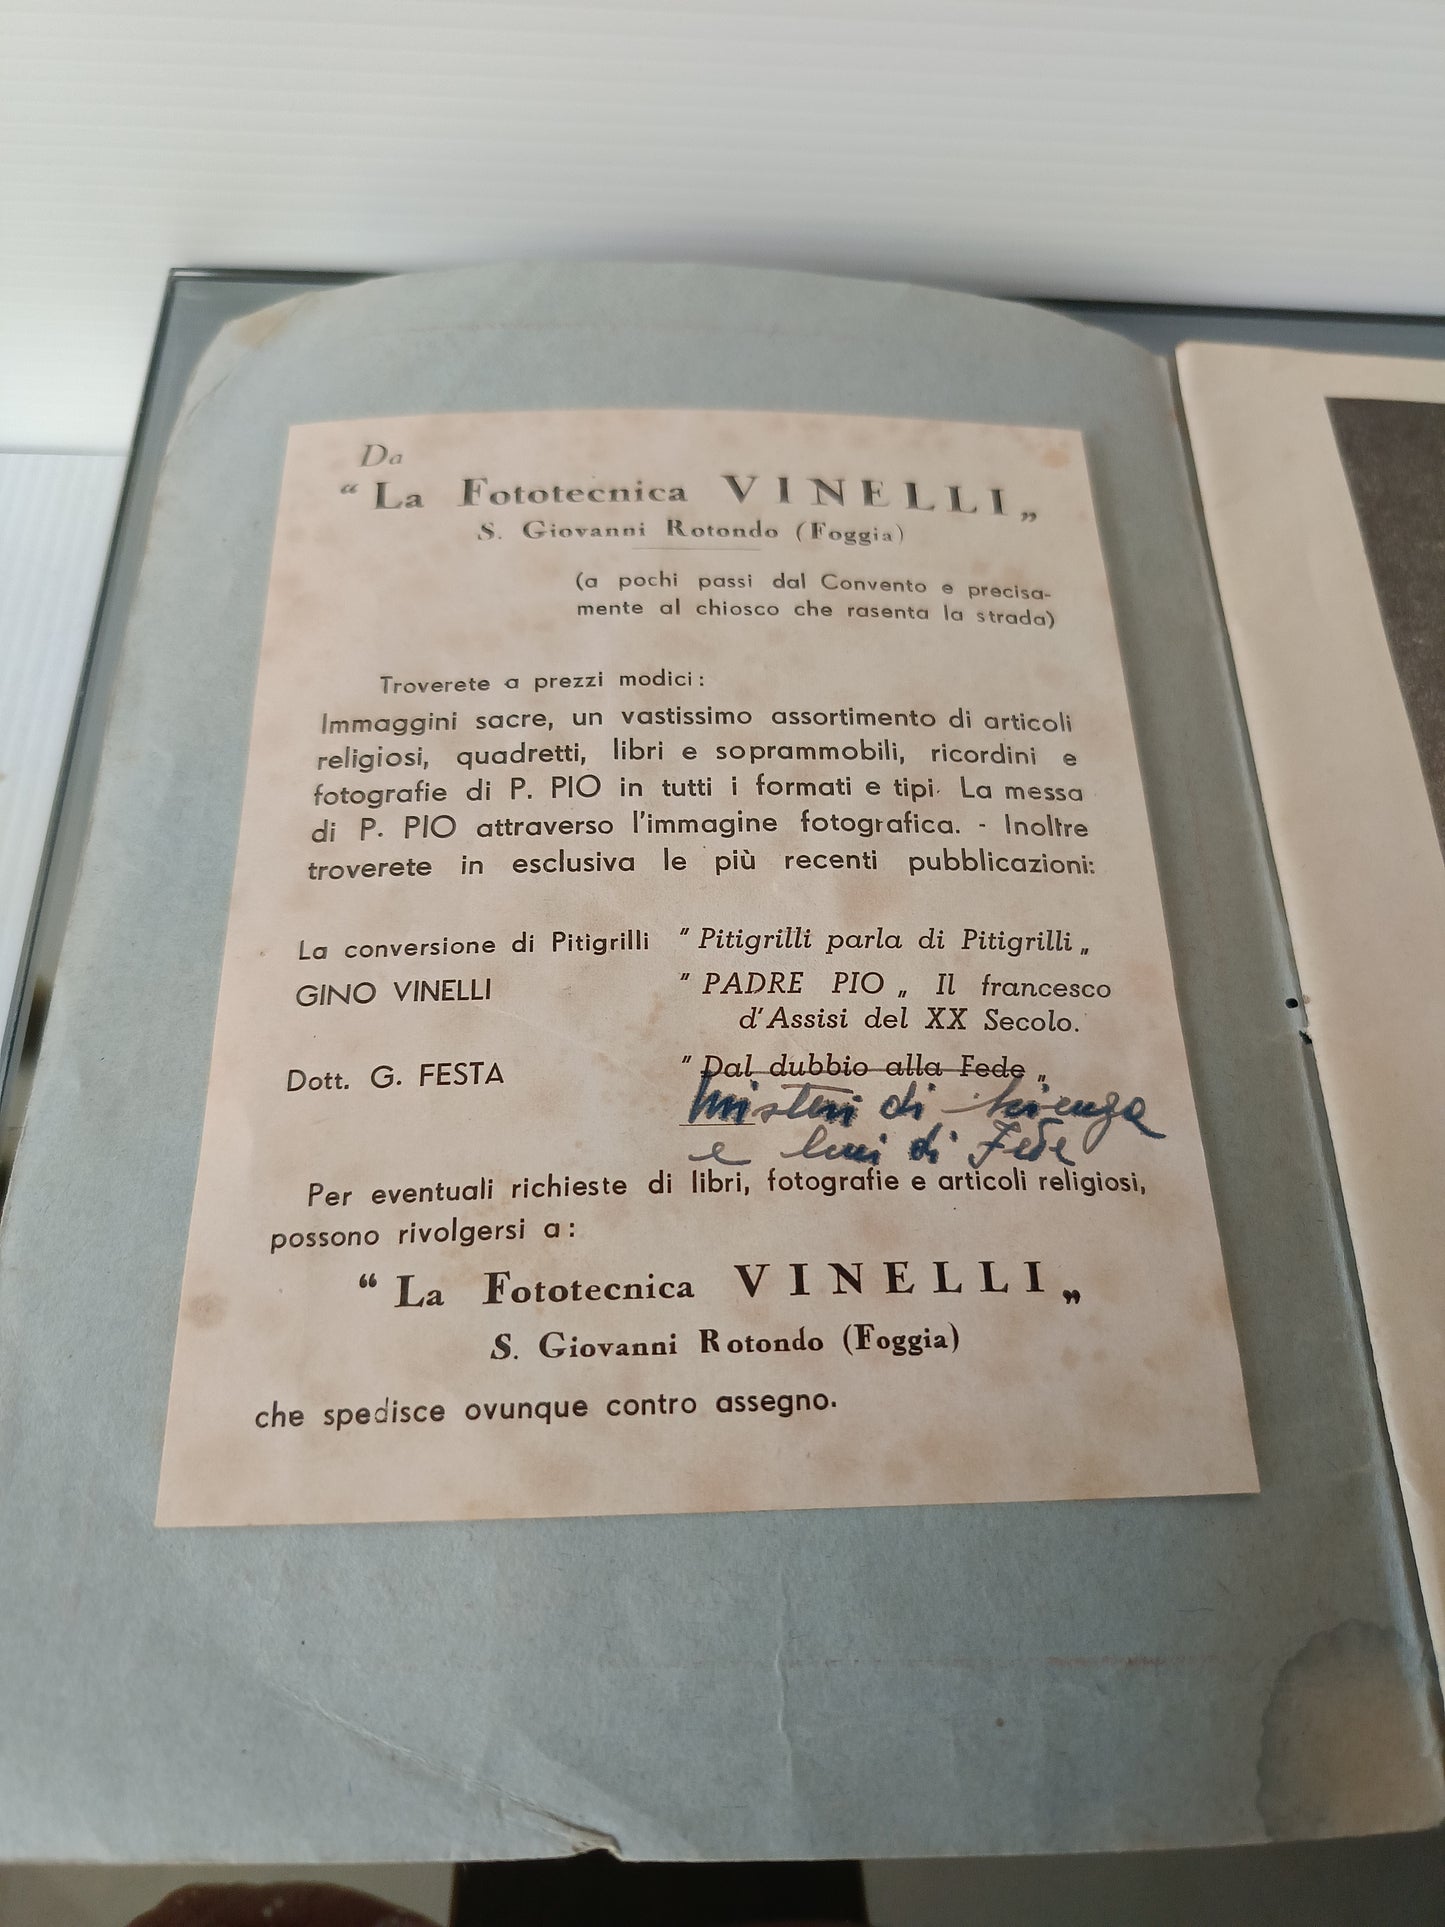 Da
“ La Fototecnica VINELLI „
S. Giovanni Rotondo (Foggia)
(a pochi passi dal Convento e precisa-
mente al chiosco che rasenta la strada)
Troverete a prezzi modici :
Immaggini sacre, un vastissimo assortimento di articoli
religiosi, quadretti, libri e soprammobili, ricordini e
fotografie di P. PIO in tutti i formati e tipi. La messa
di P. PIO attraverso l'immagine fotografica. - Inoltre
troverete in esclusiva le più recenti pubblicazioni:
La conversione di Pitigrilli " Pitigrilli parla di Pitigrilli „
GINO VINELLI " PADRE PIO „ Il francesco
d'Assisi del XX Secolo.
Dott. G. FESTA " Dal dubbio alla Fede „
Misteri di scienza
e luci di Fede
Per eventuali richieste di libri, fotografie e articoli religiosi,
possono rivolgersi a :
“ La Fototecnica VINELLI „
S. Giovanni Rotondo (Foggia)
che spedisce ovunque contro assegno.